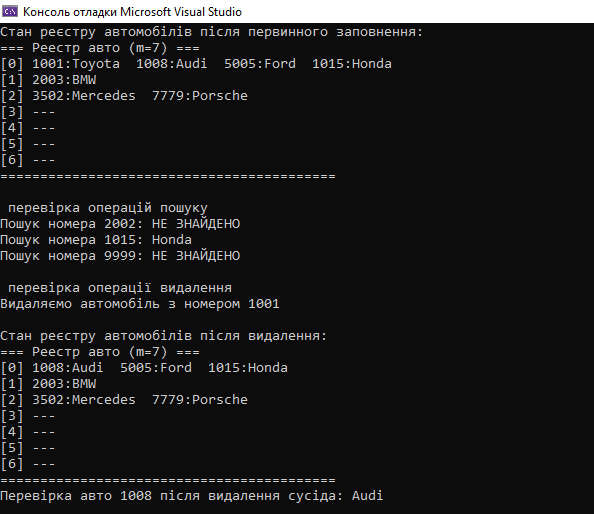 Консоль отладки Microsoft Visual Studio
Стан реєстру автомобілів після первинного заповнення:
=== Реестр авто (m=7) ===
[0] 1001:Toyota  1008:Audi  5005:Ford  1015:Honda
[1] 2003:BMW
[2] 3502:Mercedes  7779:Porsche
[3] ---
[4] ---
[5] ---
[6] ---
==========================================
перевірка операцій пошуку
Пошук номера 2002: НЕ ЗНАЙДЕНО
Пошук номера 1015: Honda
Пошук номера 9999: НЕ ЗНАЙДЕНО
перевірка операції видалення
Видаляємо автомобіль з номером 1001
Стан реєстру автомобілів після видалення:
=== Реестр авто (m=7) ===
[0] 1008:Audi  5005:Ford  1015:Honda
[1] 2003:BMW
[2] 3502:Mercedes  7779:Porsche
[3] ---
[4] ---
[5] ---
[6] ---
==========================================
Перевірка авто 1008 після видалення сусіда: Audi